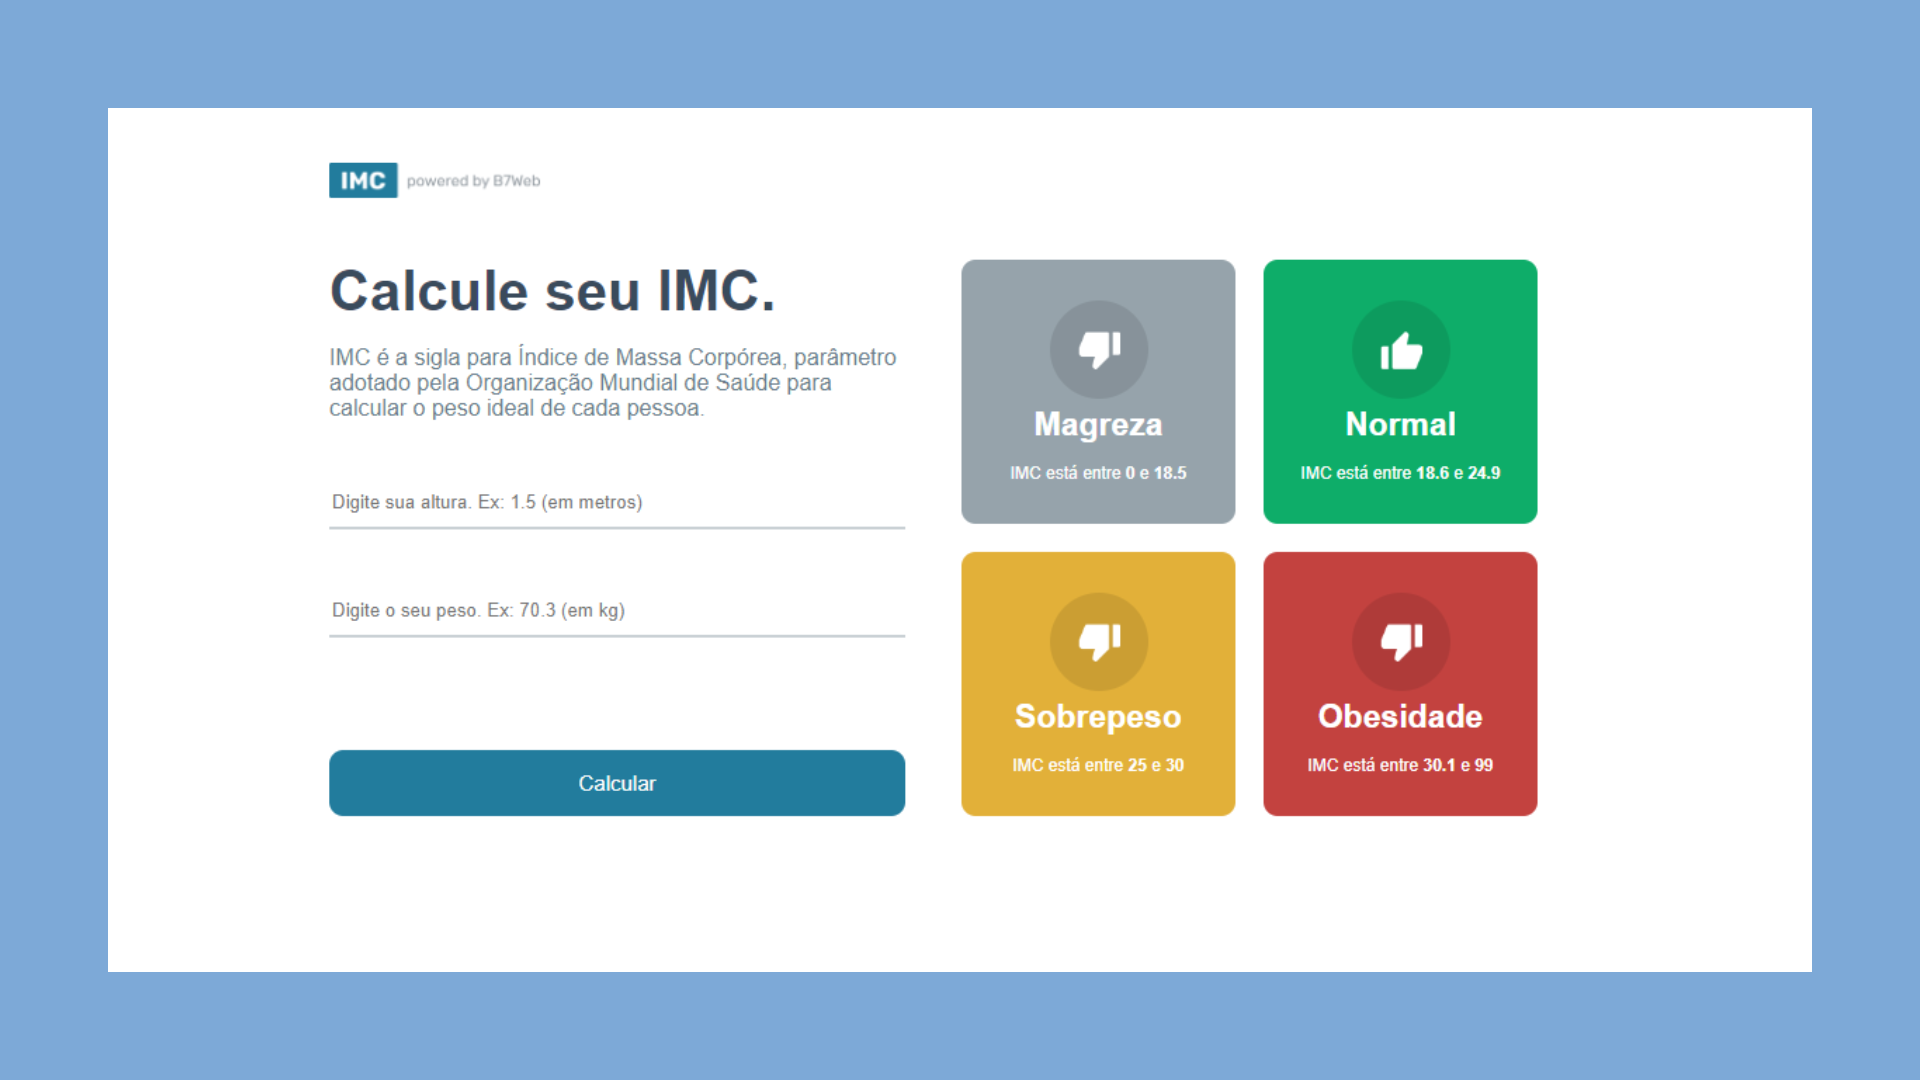 IMC powered by B7Web
Calcule seu IMC.
IMC é a sigla para Índice de Massa Corpórea, parâmetro
adotado pela Organização Mundial de Saúde para
calcular o peso ideal de cada pessoa.
Digite sua altura. Ex: 1.5 (em metros)
Digite o seu peso. Ex: 70.3 (em kg)
Calcular
Magreza
IMC está entre 0 e 18.5
Normal
IMC está entre 18.6 e 24.9
Sobrepeso
IMC está entre 25 e 30
Obesidade
IMC está entre 30.1 e 99